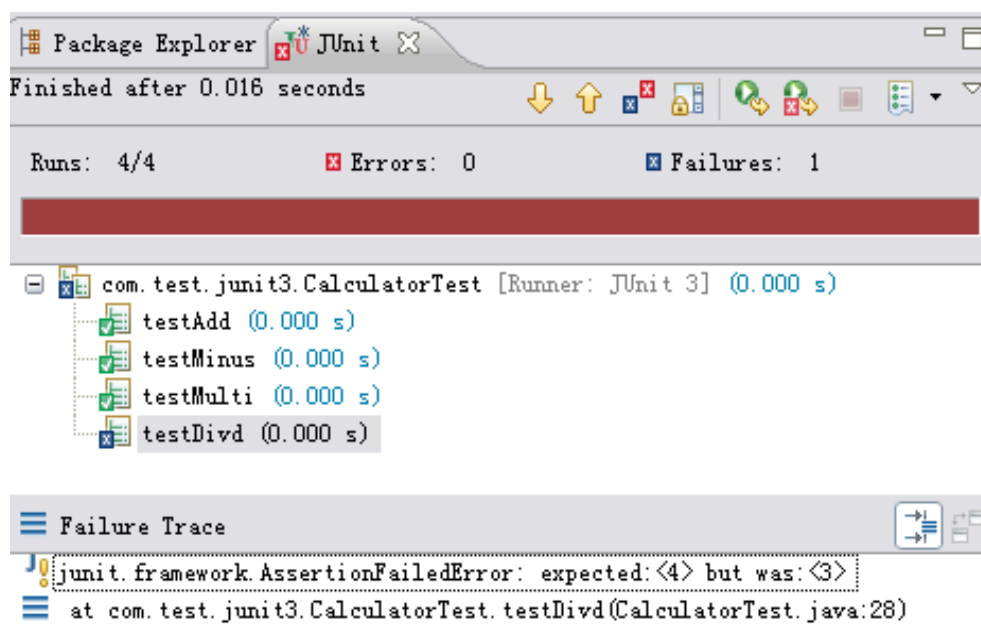 Package Explorer JUnit
Finished after 0.016 seconds
Runs: 4/4 Errors: 0 Failures: 1
com.test.junit3.CalculatorTest [Runner: JUnit 3] (0.000 s)
testAdd (0.000 s)
testMinus (0.000 s)
testMulti (0.000 s)
testDivd (0.000 s)
Failure Trace
junit.framework.AssertionFailedError: expected:<4> but was:<3>
at com.test.junit3.CalculatorTest.testDivd(CalculatorTest.java:28)